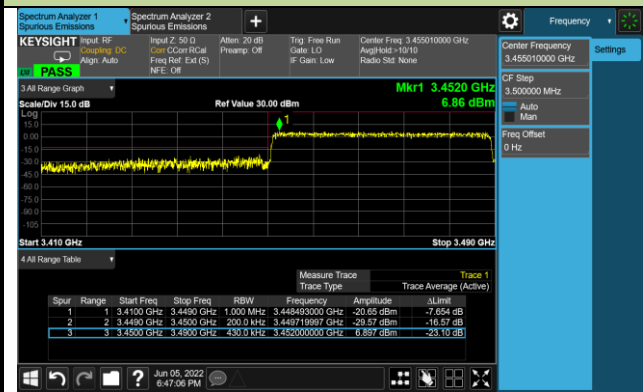 Spectrum Analyzer 1
Spurious Emissions
Spectrum Analyzer 2
Spurious Emissions
+
Frequency
KEYSIGHT
PASS
Input: RF
Coupling: DC
Align: Auto
Input Z: 50 Ω
Corr CCorr RCal
Freq Ref: Ext (S)
NFE: Off
Atten: 20 dB
Preamp: Off
Trig: Free Run
Gate: LO
IF Gain: Low
Center Freq: 3.455010000 GHz
Avg|Hold:>10/10
Radio Std: None
Center Frequency
3.455010000 GHz
Settings
CF Step
3.500000 MHz
Auto
Man
Freq Offset
0 Hz
3 All Range Graph
Mkr1 3.4520 GHz
6.86 dBm
Scale/Div 15.0 dB
Ref Value 30.00 dBm
Log
15.0
0.00
-15.0
-30.0
-45.0
-60.0
-75.0
-90.0
-105
1
Start 3.410 GHz
Stop 3.490 GHz
4 All Range Table
Measure Trace Trace 1
Trace Type Trace Average (Active)
Spur Range Start Freq Stop Freq RBW Frequency Amplitude ΔLimit
1 1 3.4100 GHz 3.4490 GHz 1.000 MHz 3.448493000 GHz -20.65 dBm -7.654 dB
2 2 3.4490 GHz 3.4500 GHz 200.0 kHz 3.449719997 GHz -29.57 dBm -16.57 dB
3 3 3.4500 GHz 3.4900 GHz 430.0 kHz 3.452000000 GHz 6.897 dBm -23.10 dB
?
Jun 05, 2022
6:47:06 PM